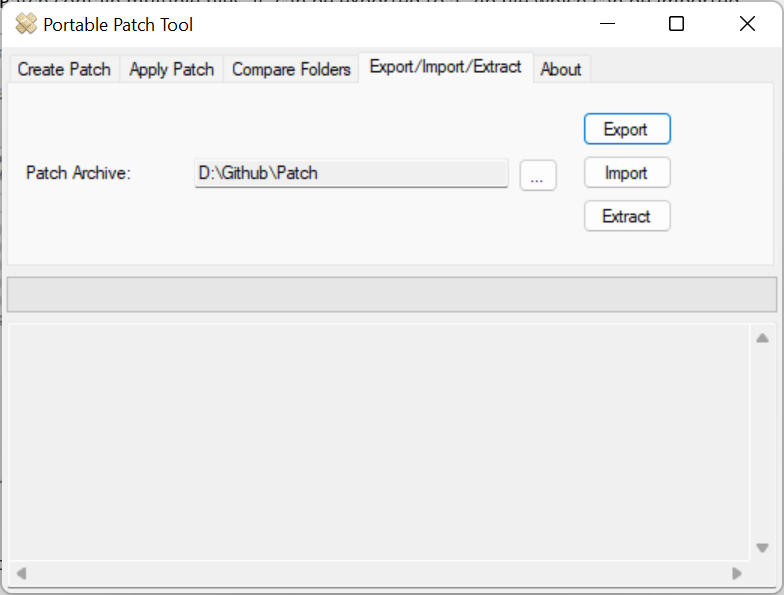 Portable Patch Tool
Create Patch Apply Patch Compare Folders Export/Import/Extract About
Export
Patch Archive: D:\Github\Patch ... Import
Extract